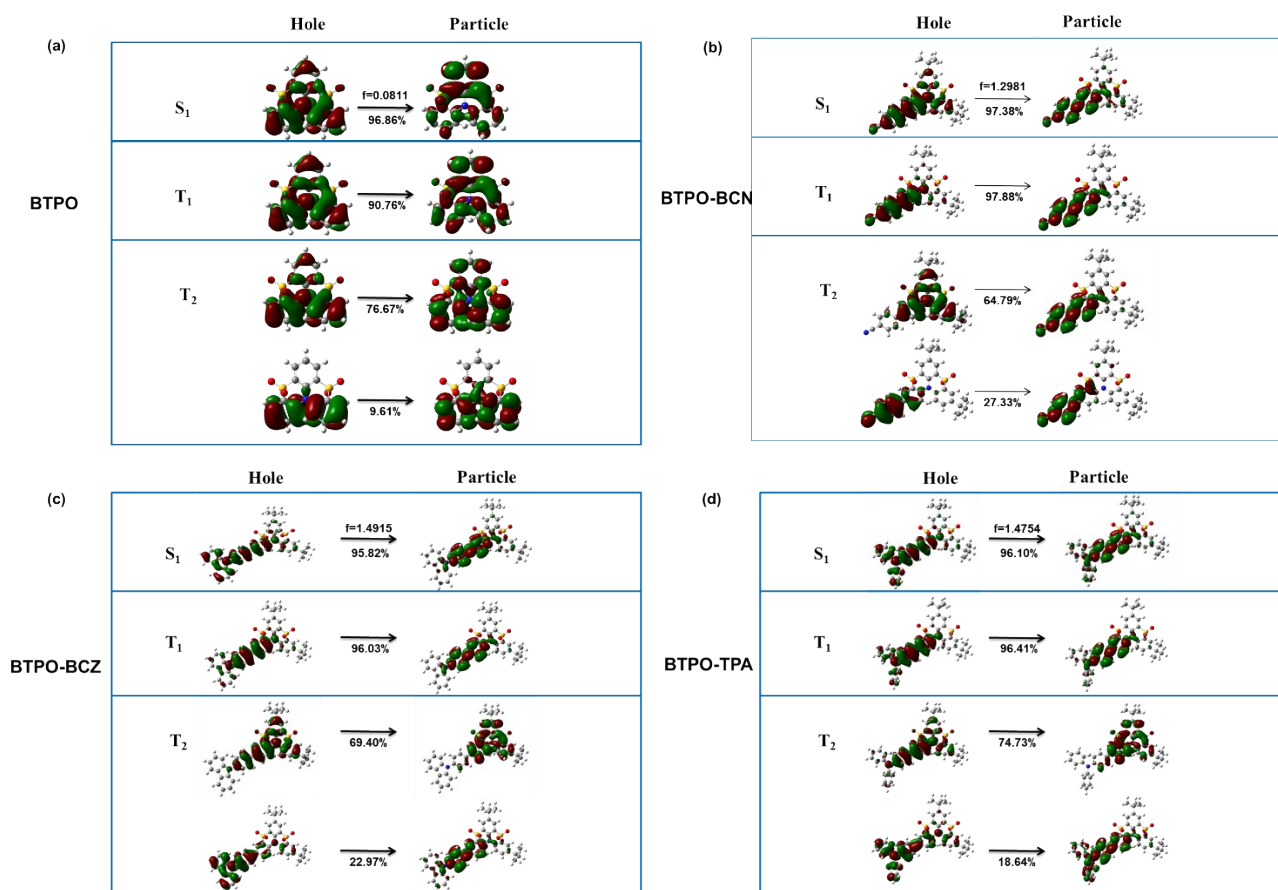 (a)
Hole Particle
S1
f=0.0811
96.86%
BTPO
T1
90.76%
T2
76.67%
9.61%
(b)
Hole Particle
S1
f=1.2981
97.38%
BTPO-BCN
T1
97.88%
T2
64.79%
27.33%
(c)
Hole Particle
S1
f=1.4915
95.82%
BTPO-BCZ
T1
96.03%
T2
69.40%
22.97%
(d)
Hole Particle
S1
f=1.4754
96.10%
BTPO-TPA
T1
96.41%
T2
74.73%
18.64%